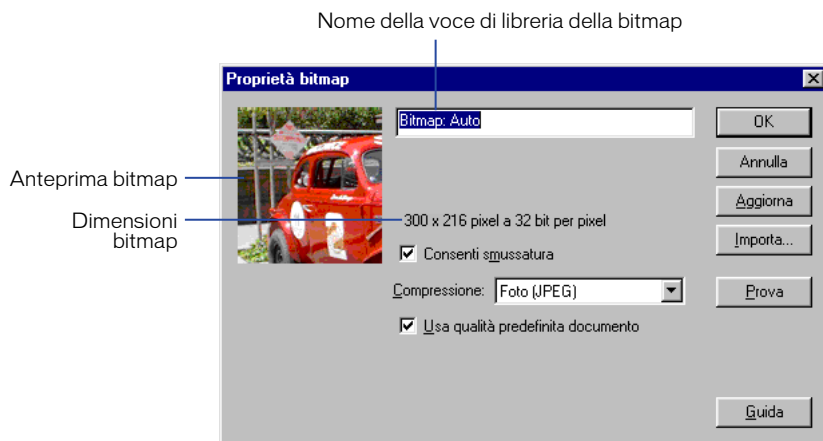 Nome della voce di libreria della bitmap
Proprietà bitmap
Bitmap: Auto
OK
Annulla
Anteprima bitmap
Aggiorna
Dimensioni
bitmap
300 x 216 pixel a 32 bit per pixel
Importa...
Consenti smussatura
Compressione: Foto (JPEG)
Prova
Usa qualità predefinita documento
Guida